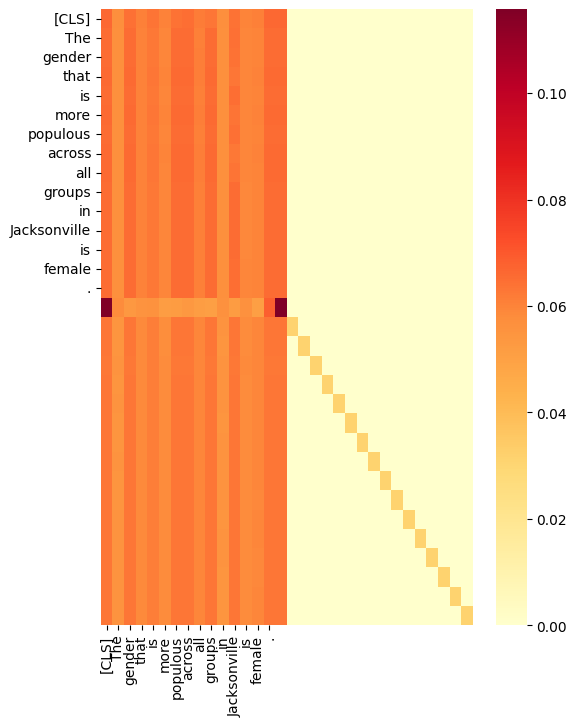 [CLS]
The
gender
that
is
more
populous
across
all
groups
in
Jacksonville
is
female
.
0.10
0.08
0.06
0.04
0.02
0.00
[CLS]
The
gender
that
is
more
populous
across
all
groups
in
Jacksonville
is
female
.